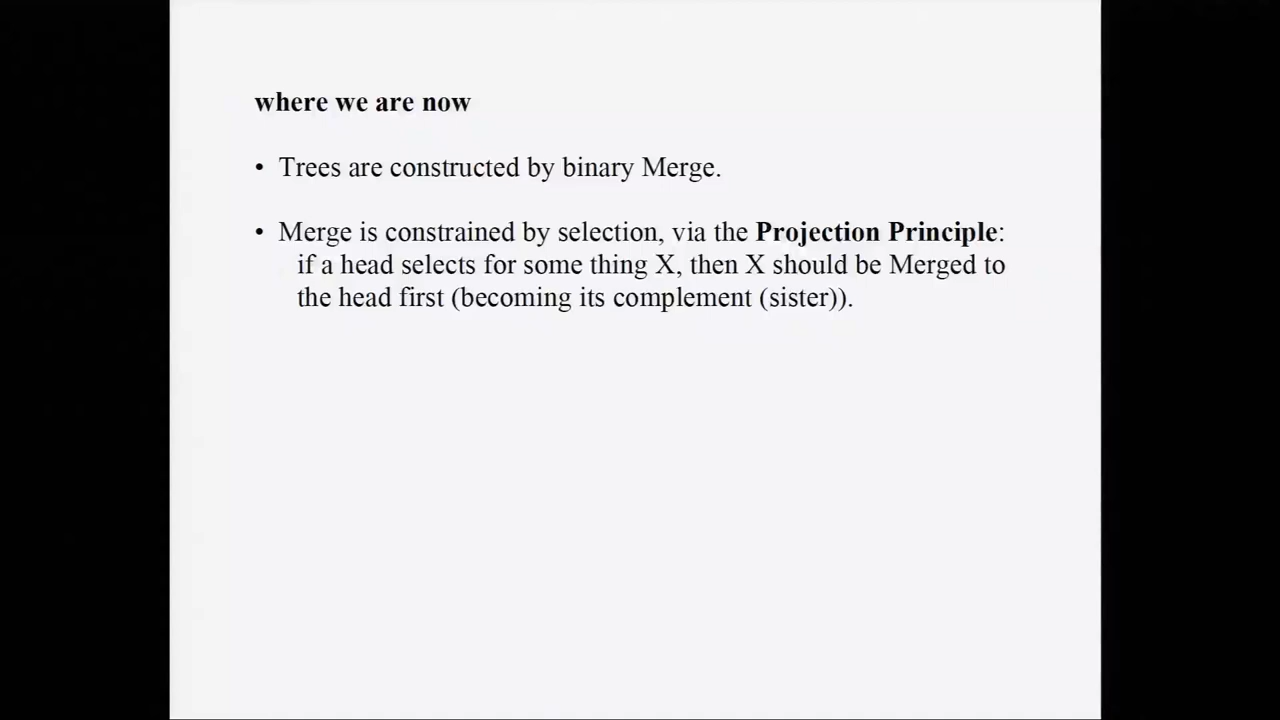 where we are now
• Trees are constructed by binary Merge.
• Merge is constrained by selection, via the Projection Principle:
if a head selects for some thing X, then X should be Merged to
the head first (becoming its complement (sister)).